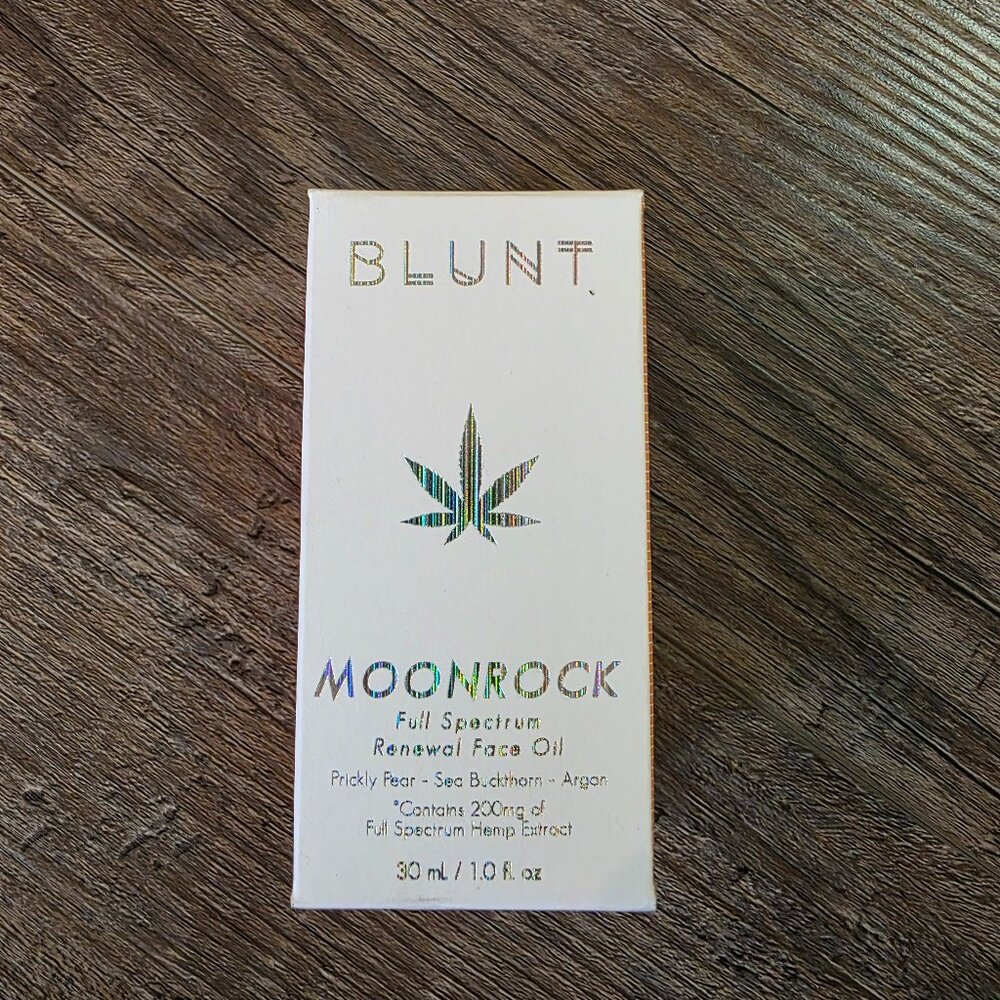 BLUNT
MOONROCK
Full Spectrum
Renewal Face Oil
Prickly Pear - Sea Buckthorn - Argan
*Contains 200mg of
Full Spectrum Hemp Extract
30 mL / 1.0 fl. oz